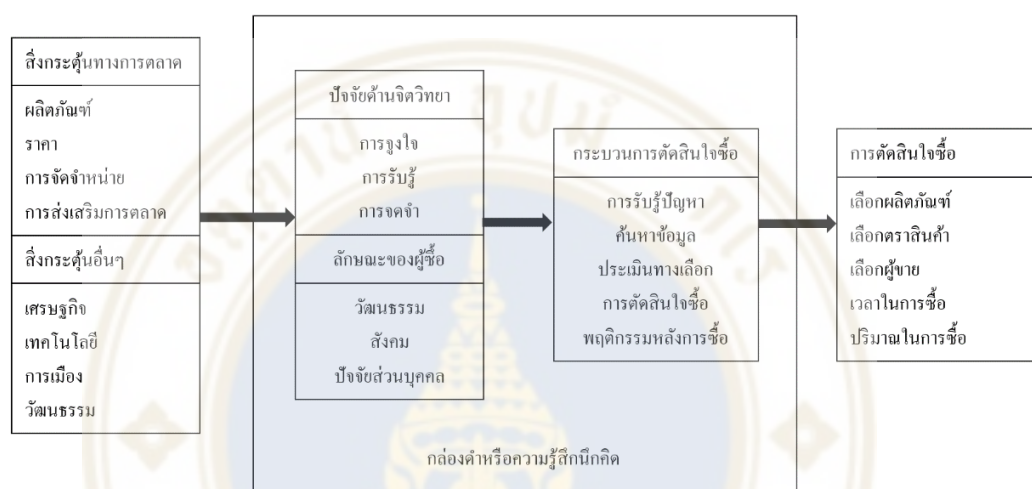 สิ่งกระตุ้นทางการตลาด
ผลิตภัณฑ์
ราคา
การจัดจำหน่าย
การส่งเสริมการตลาด
สิ่งกระตุ้นอื่นๆ
เศรษฐกิจ
เทคโนโลยี
การเมือง
วัฒนธรรม
ปัจจัยด้านจิตวิทยา
การจูงใจ
การรับรู้
การจดจำ
ลักษณะของผู้ซื้อ
วัฒนธรรม
สังคม
ปัจจัยส่วนบุคคล
กระบวนการตัดสินใจซื้อ
การรับรู้ปัญหา
ค้นหาข้อมูล
ประเมินทางเลือก
การตัดสินใจซื้อ
พฤติกรรมหลังการซื้อ
การตัดสินใจซื้อ
เลือกผลิตภัณฑ์
เลือกตราสินค้า
เลือกผู้ขาย
เวลาในการซื้อ
ปริมาณในการซื้อ
กล่องดำหรือความรู้สึกนึกคิด